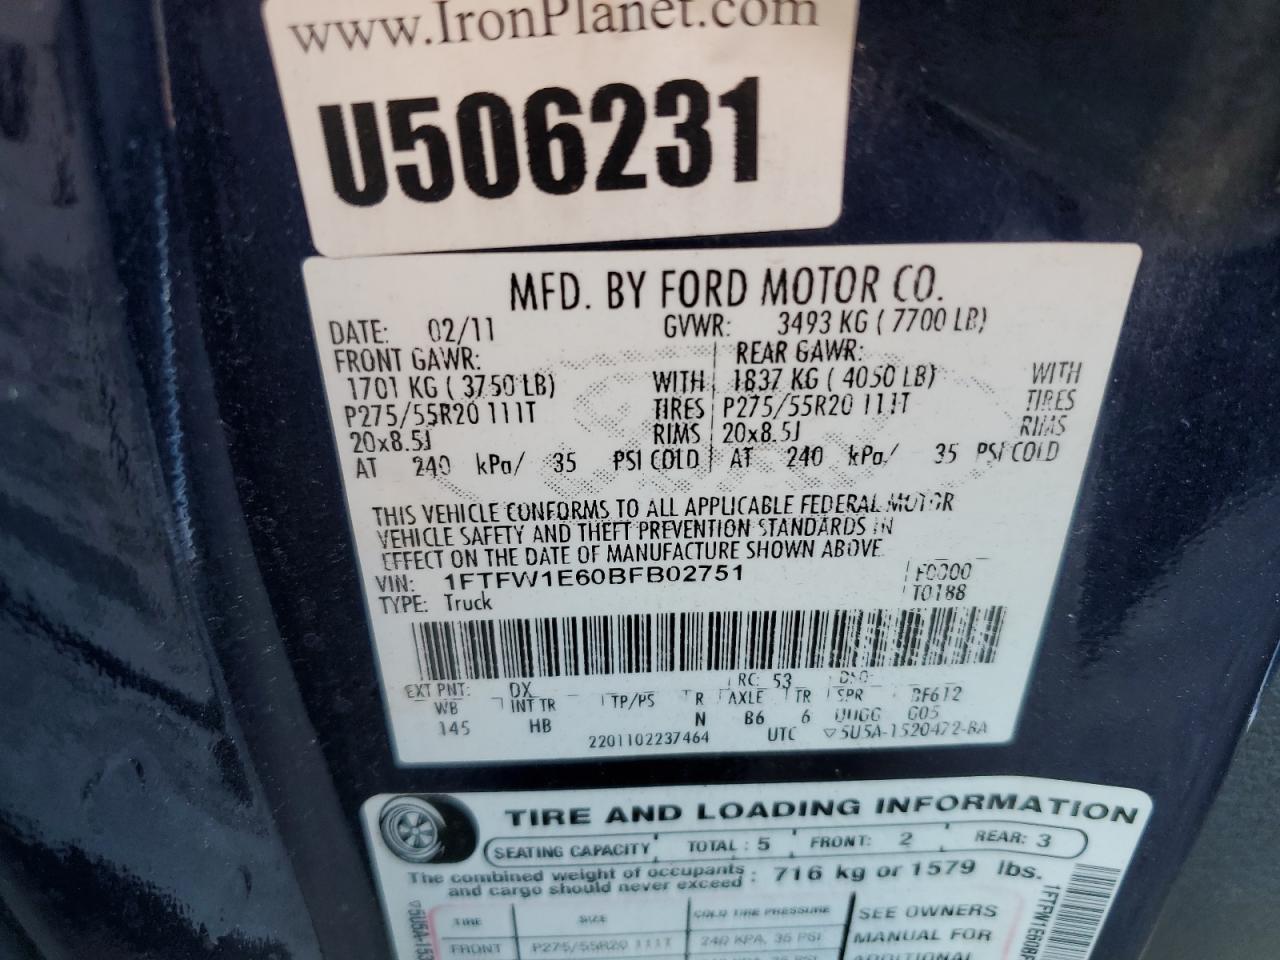 www.IronPlanet.com
U506231
MFD. BY FORD MOTOR CO.
DATE: 02/11 GVWR: 3493 KG ( 7700 LB)
FRONT GAWR: REAR GAWR:
1701 KG ( 3750 LB) WITH 1837 KG ( 4050 LB) WITH
P275/55R20 111T TIRES P275/55R20 111T TIRES
20x8.5J RIMS 20x8.5J RIMS
AT 240 kPa/ 35 PSI COLD AT 240 kPa/ 35 PSI COLD
THIS VEHICLE CONFORMS TO ALL APPLICABLE FEDERAL MOTOR
VEHICLE SAFETY AND THEFT PREVENTION STANDARDS IN
EFFECT ON THE DATE OF MANUFACTURE SHOWN ABOVE.
VIN: 1FTFW1E60BFB02751 F0000
TYPE: Truck T0188
EXT PNT: DX RC: 53 DSO:
WB INT TR TP/PS R AXLE TR SPR BF612
145 HB N B6 6 UUGG G05
2201102237464 UTC ▽5U5A-1520472-BA
TIRE AND LOADING INFORMATION
SEATING CAPACITY TOTAL : 5 FRONT: 2 REAR: 3
The combined weight of occupants
and cargo should never exceed : 716 kg or 1579 lbs.
TIRE SIZE COLD TIRE PRESSURE SEE OWNERS
FRONT P275/55R20 111T 240 KPA, 35 PSI MANUAL FOR
ADDITIONAL